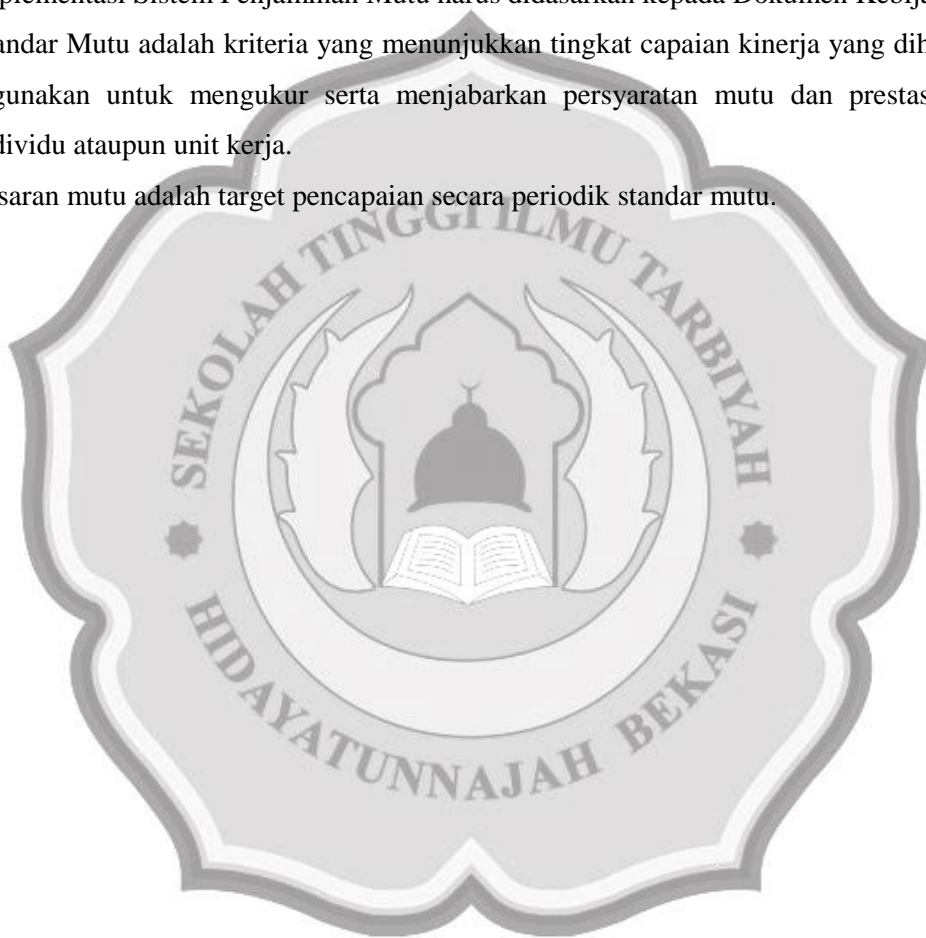 plementasi Sistem Penjaminan Mutu harus didasarkan kepada Dokumen Kebija
andar Mutu adalah kriteria yang menunjukkan tingkat capaian kinerja yang dih
gunakan untuk mengukur serta menjabarkan persyaratan mutu dan prestas
dividu ataupun unit kerja.
saran mutu adalah target pencapaian secara periodik standar mutu.
SEKOLAH TINGGI ILMU TARBIYAH
HIDAYATUNNAJAH BEKASI